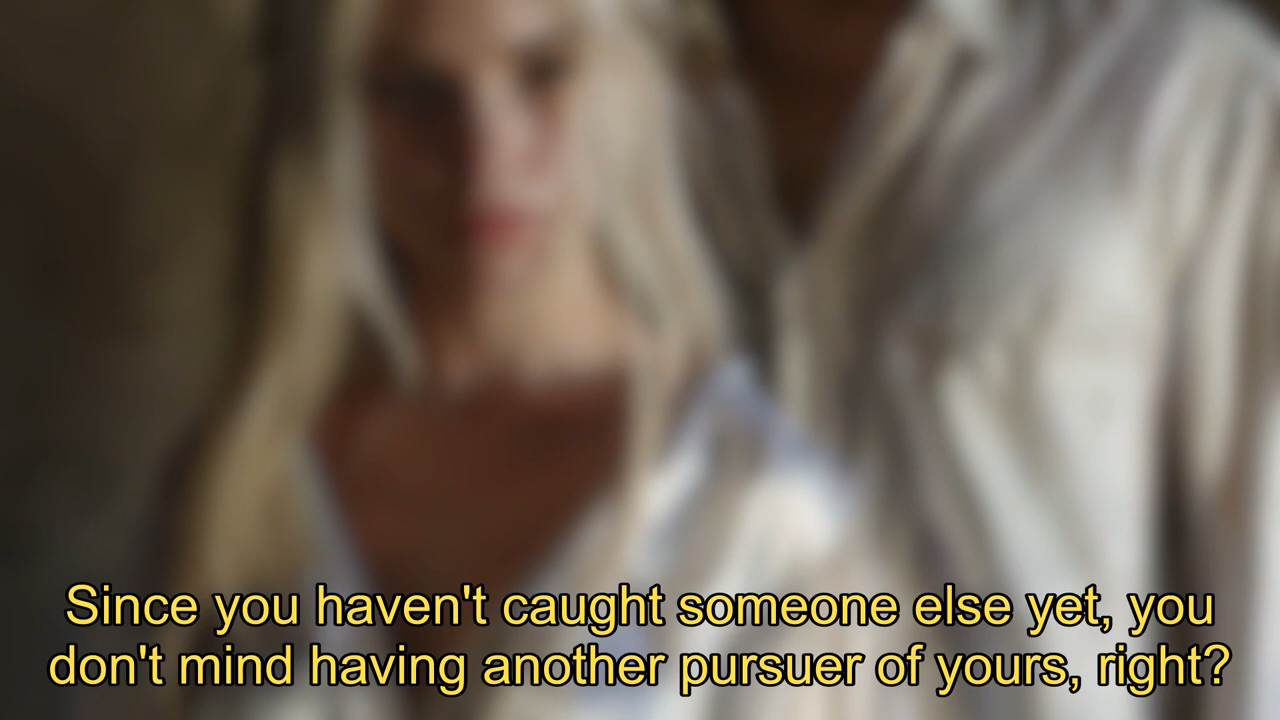 Since you haven't caught someone else yet, you
don't mind having another pursuer of yours, right?